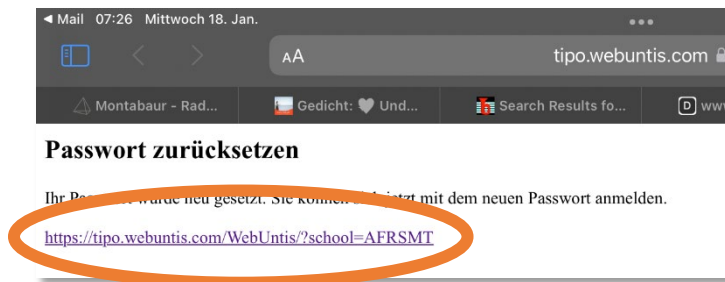 ◀ Mail 07:26 Mittwoch 18. Jan.
AA tipo.webuntis.com
Montabaur - Rad... Gedicht: ♥ Und... Search Results fo... D www
Passwort zurücksetzen
Ihr wurde neu gesetzt. Sie können jetzt mit dem neuen Passwort anmelden.
https://tipo.webuntis.com/WebUntis/?school=AFRSMT